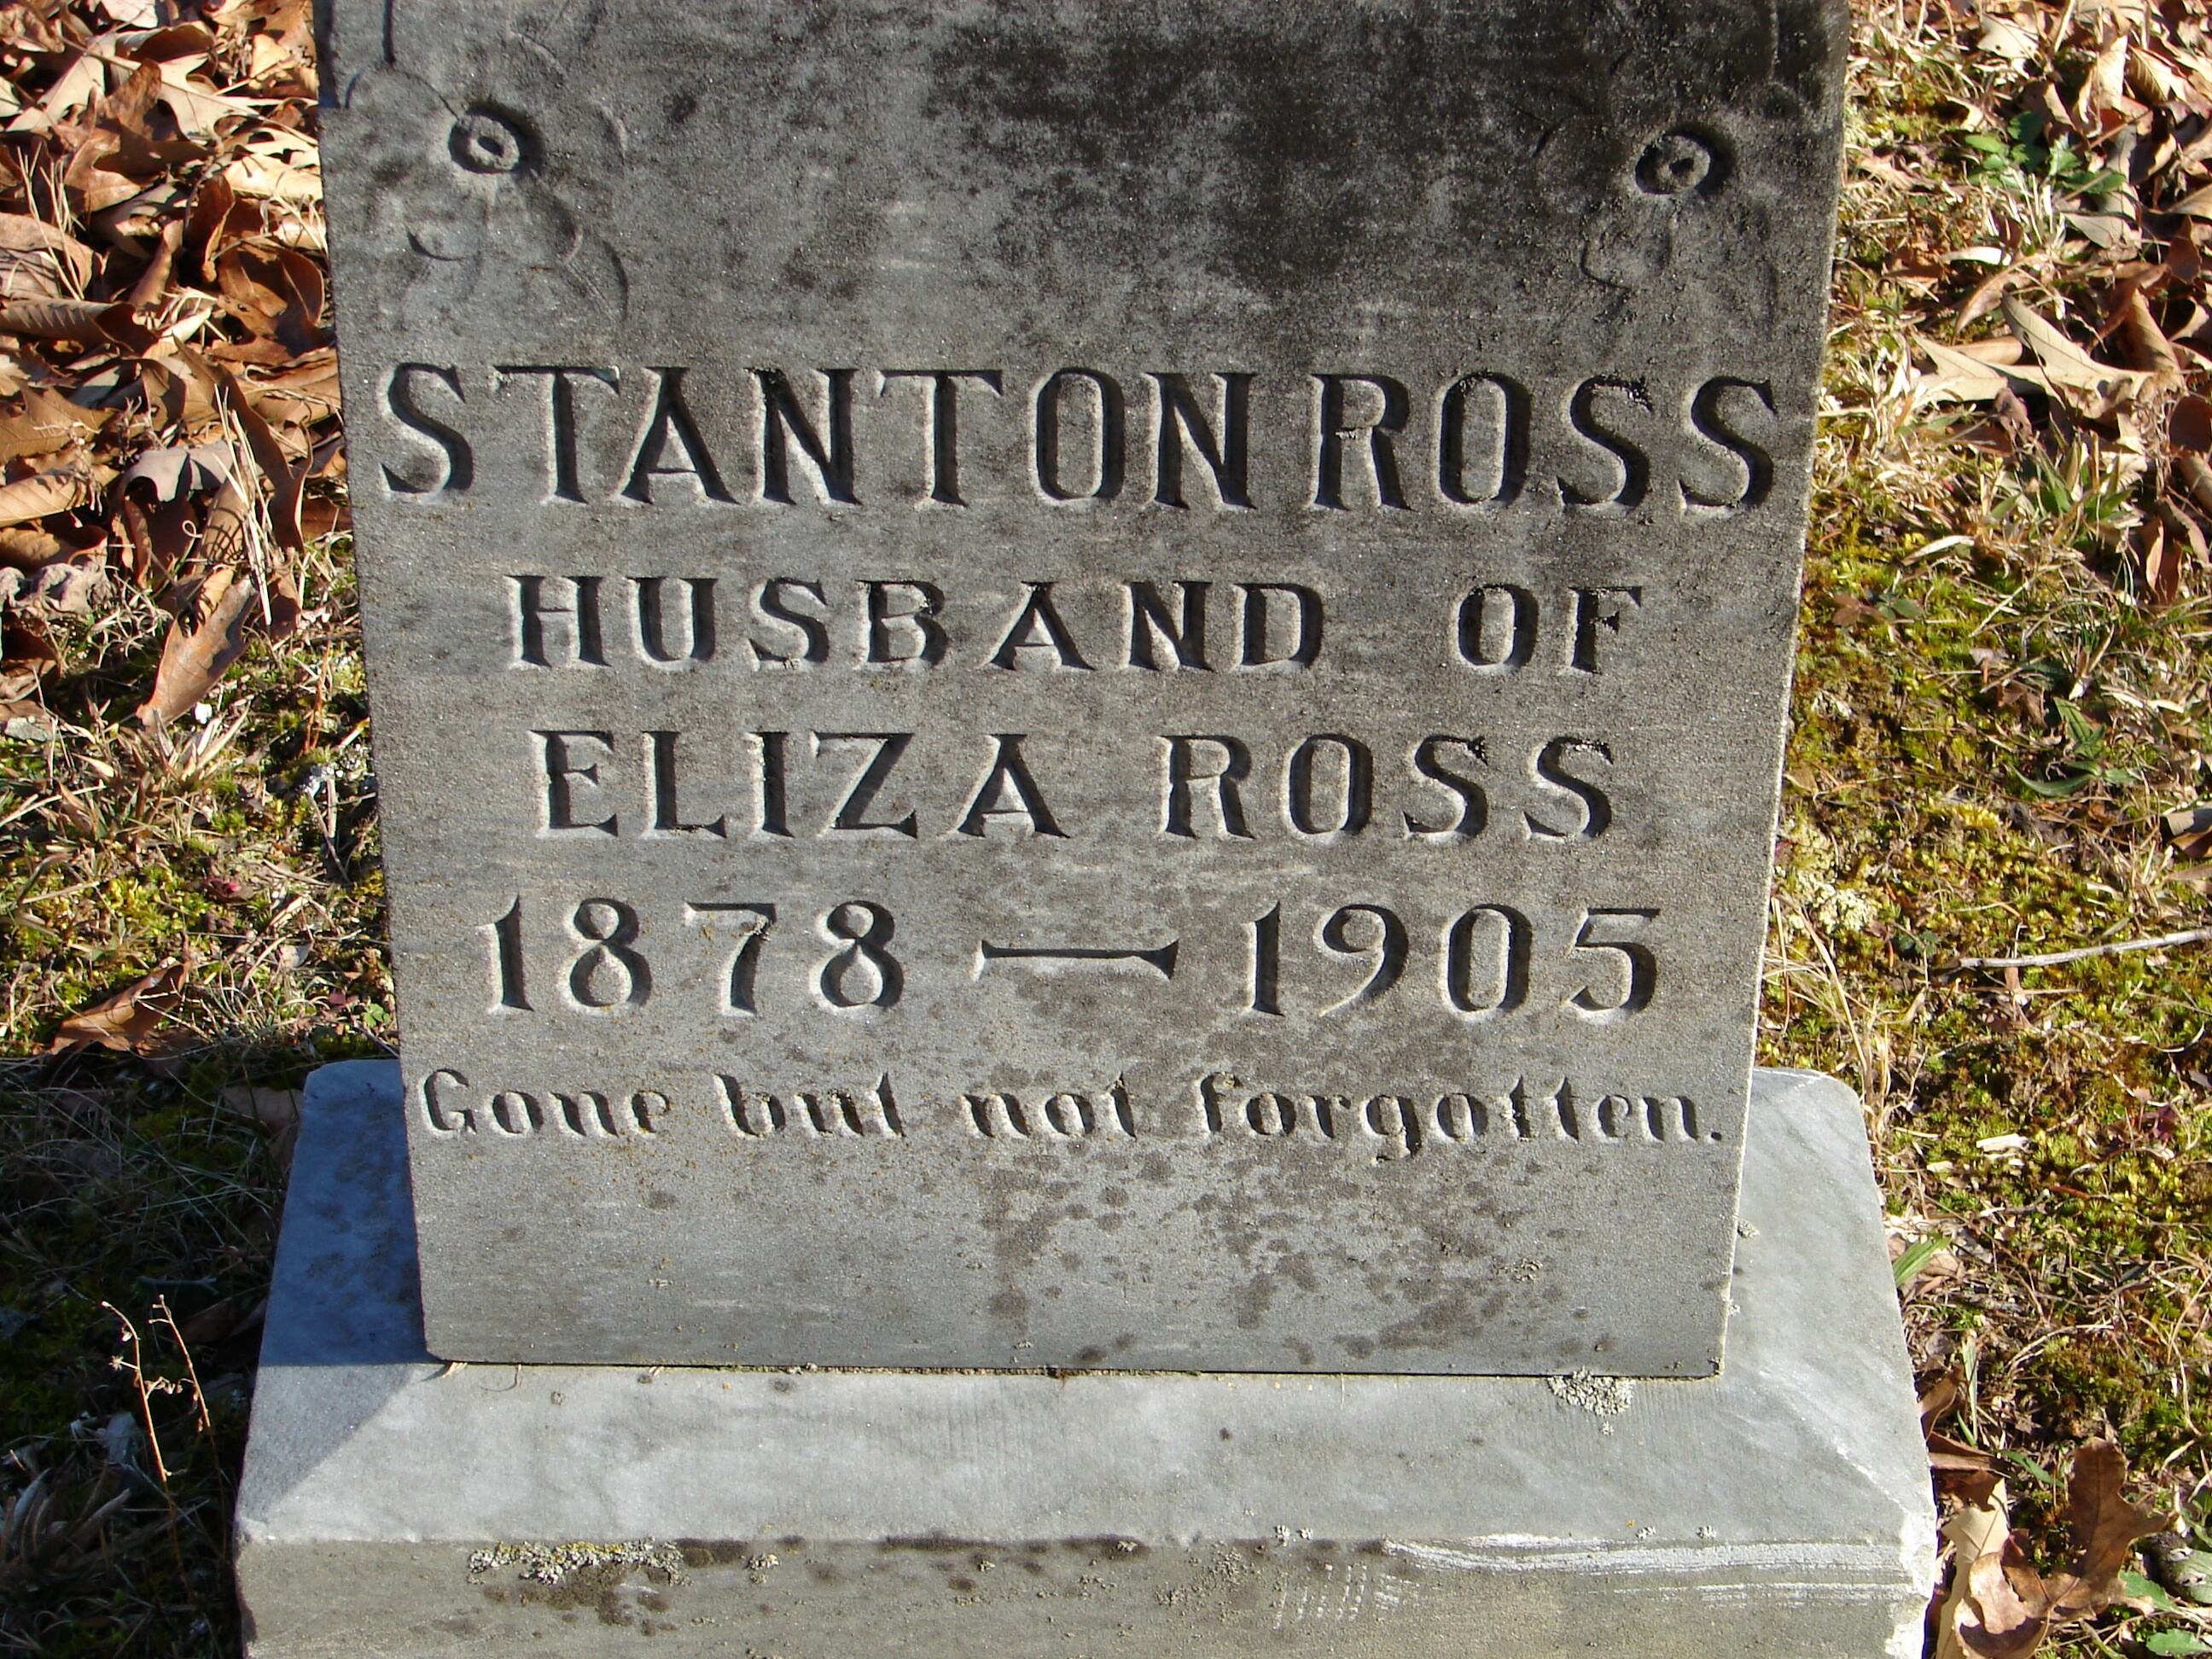 STANTON ROSS
HUSBAND OF
ELIZA ROSS
1878 — 1905
Gone but not forgotten.